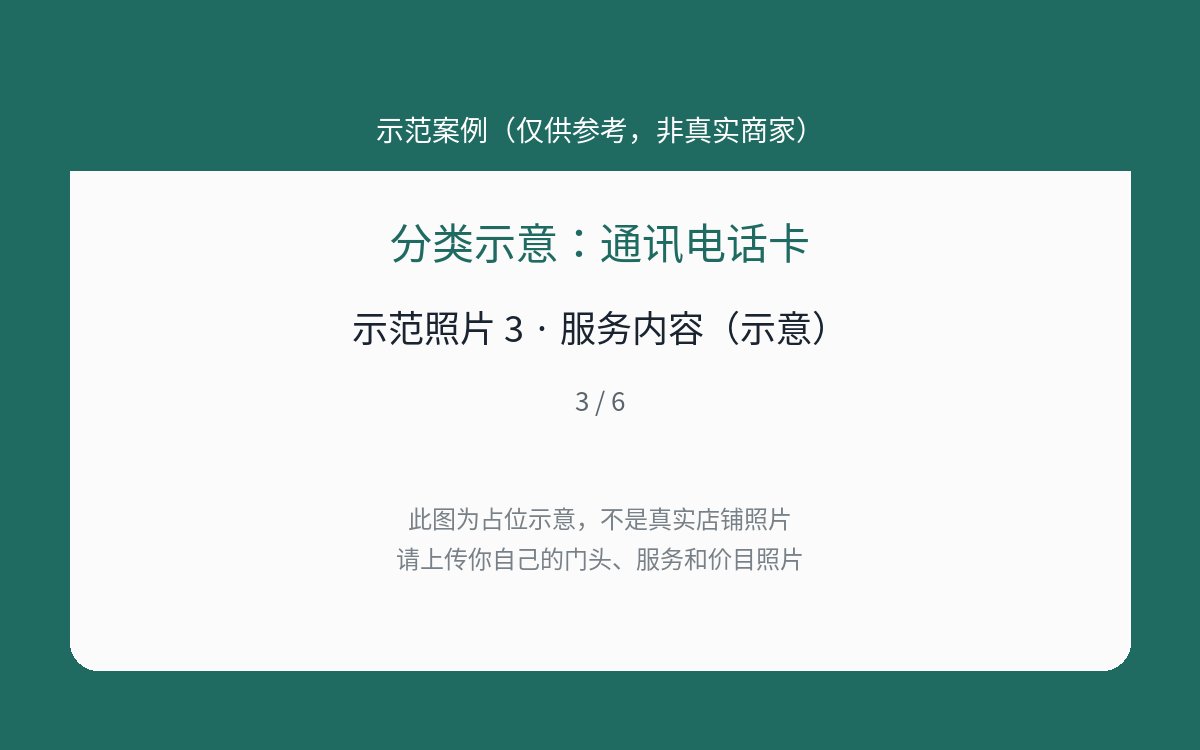 示范案例（仅供参考，非真实商家）
分类示意：通讯电话卡
示范照片 3 · 服务内容（示意）
3 / 6
此图为占位示意，不是真实店铺照片
请上传你自己的门头、服务和价目照片